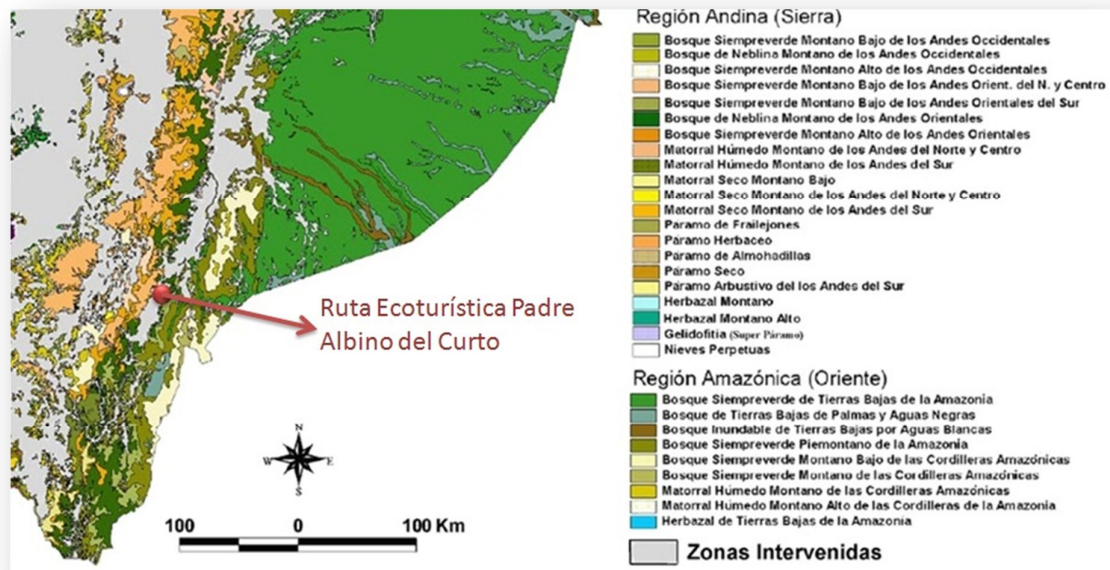 Región Andina (Sierra)
Bosque Siempreverde Montano Bajo de los Andes Occidentales
Bosque de Neblina Montano de los Andes Occidentales
Bosque Siempreverde Montano Alto de los Andes Occidentales
Bosque Siempreverde Montano Bajo de los Andes Orient. del N. y Centro
Bosque Siempreverde Montano Bajo de los Andes Orientales del Sur
Bosque de Neblina Montano de los Andes Orientales
Bosque Siempreverde Montano Alto de los Andes Orientales
Matorral Húmedo Montano de los Andes del Norte y Centro
Matorral Húmedo Montano de los Andes del Sur
Matorral Seco Montano Bajo
Matorral Seco Montano de los Andes del Norte y Centro
Matorral Seco Montano de los Andes del Sur
Paramo de Frailejones
Páramo Herbaceo
Páramo de Almohadillas
Páramo Seco
Páramo Arbustivo del los Andes del Sur
Herbazal Montano
Herbazal Montano Alto
Gelidofitia (Super Páramo)
Nieves Perpetuas
Región Amazónica (Oriente)
Bosque Siempreverde de Tierras Bajas de la Amazonia
Bosque de Tierras Bajas de Palmas y Aguas Negras
Bosque Inundable de Tierras Bajas por Aguas Blancas
Bosque Siempreverde Piemontano de la Amazonia
Bosque Siempreverde Montano Bajo de las Cordilleras Amazónicas
Bosque Siempreverde Montano de las Cordilleras Amazónicas
Matorral Húmedo Montano de las Cordilleras Amazónicas
Matorral Húmedo Montano Alto de las Cordilleras de la Amazonia
Herbazal de Tierras Bajas de la Amazonia
Zonas Intervenidas
Ruta Ecoturística Padre
Albino del Curto
N
W E
S
100 0 100 Km